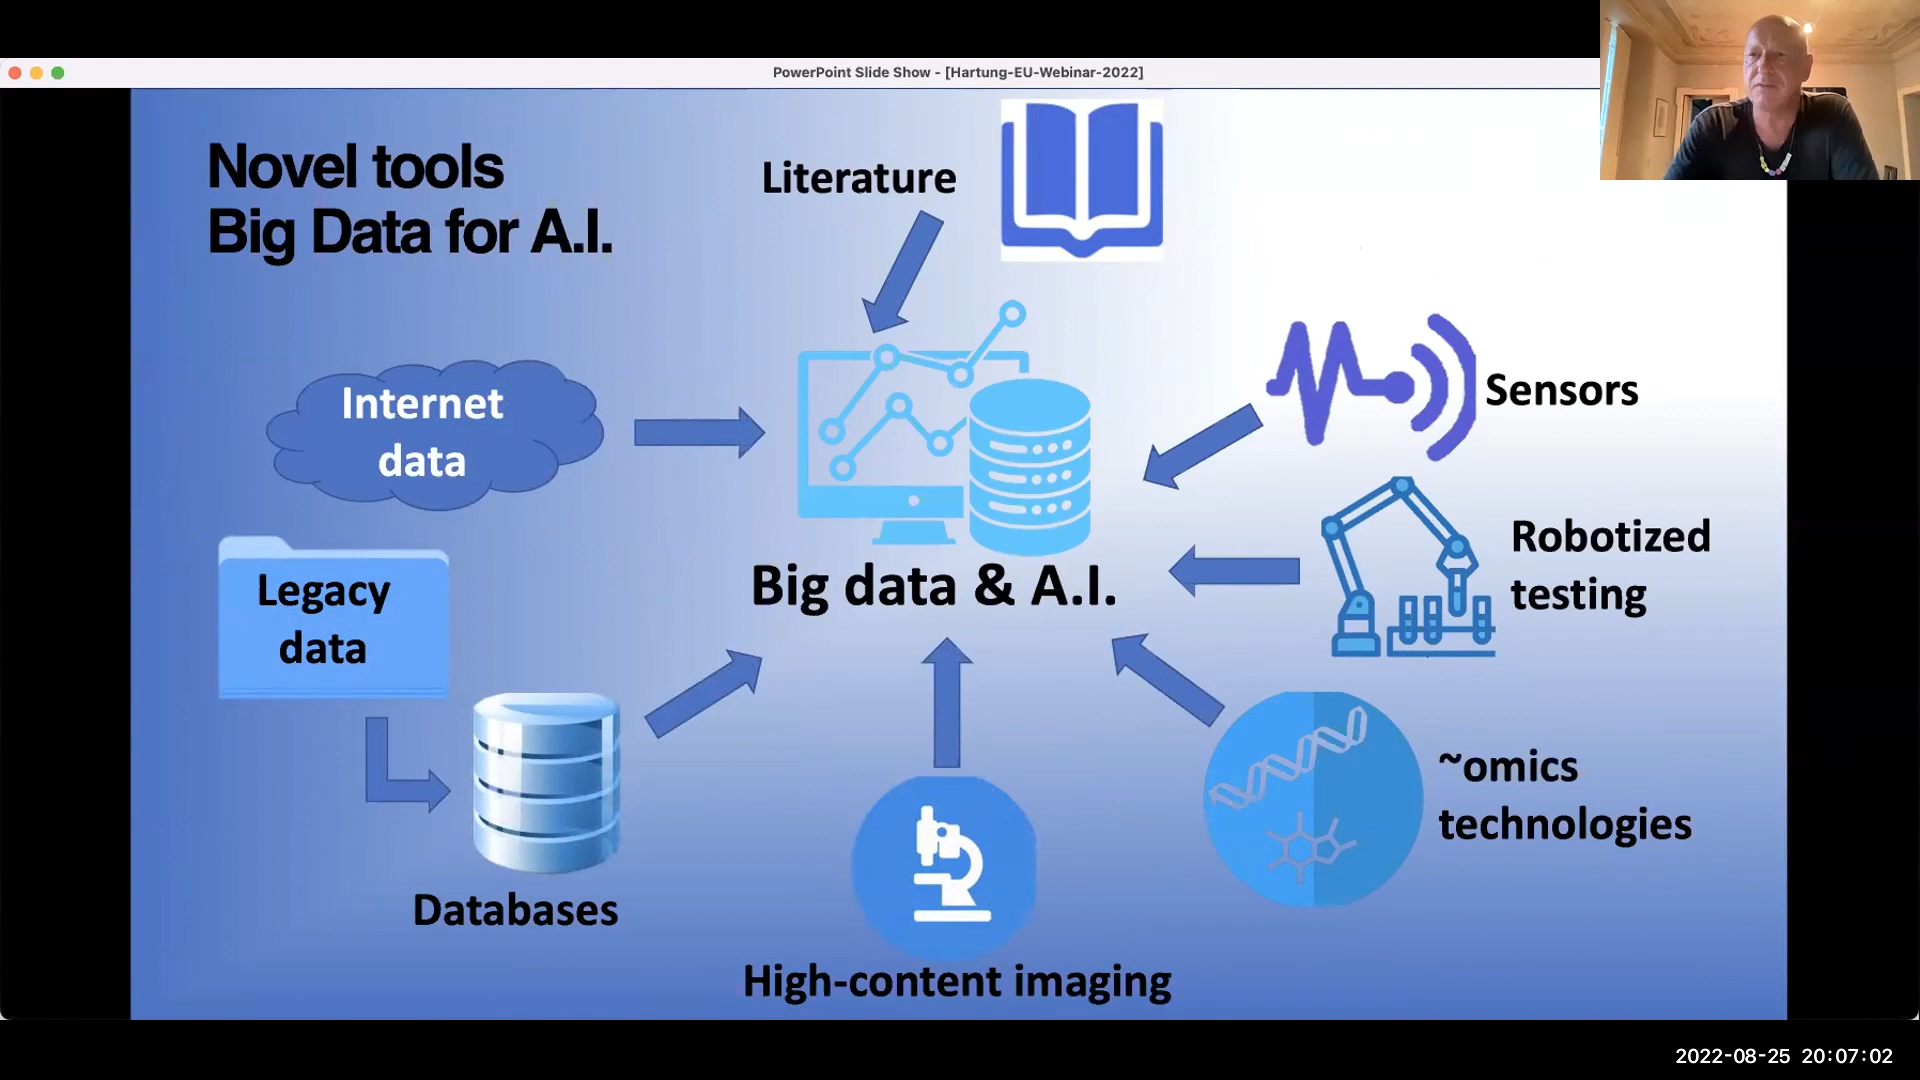 PowerPoint Slide Show - [Hartung-EU-Webinar-2022]
Novel tools
Big Data for A.I.
Literature
Internet
data
Sensors
Legacy
data
Robotized
testing
Big data & A.I.
~omics
technologies
Databases
High-content imaging
2022-08-25 20:07:02